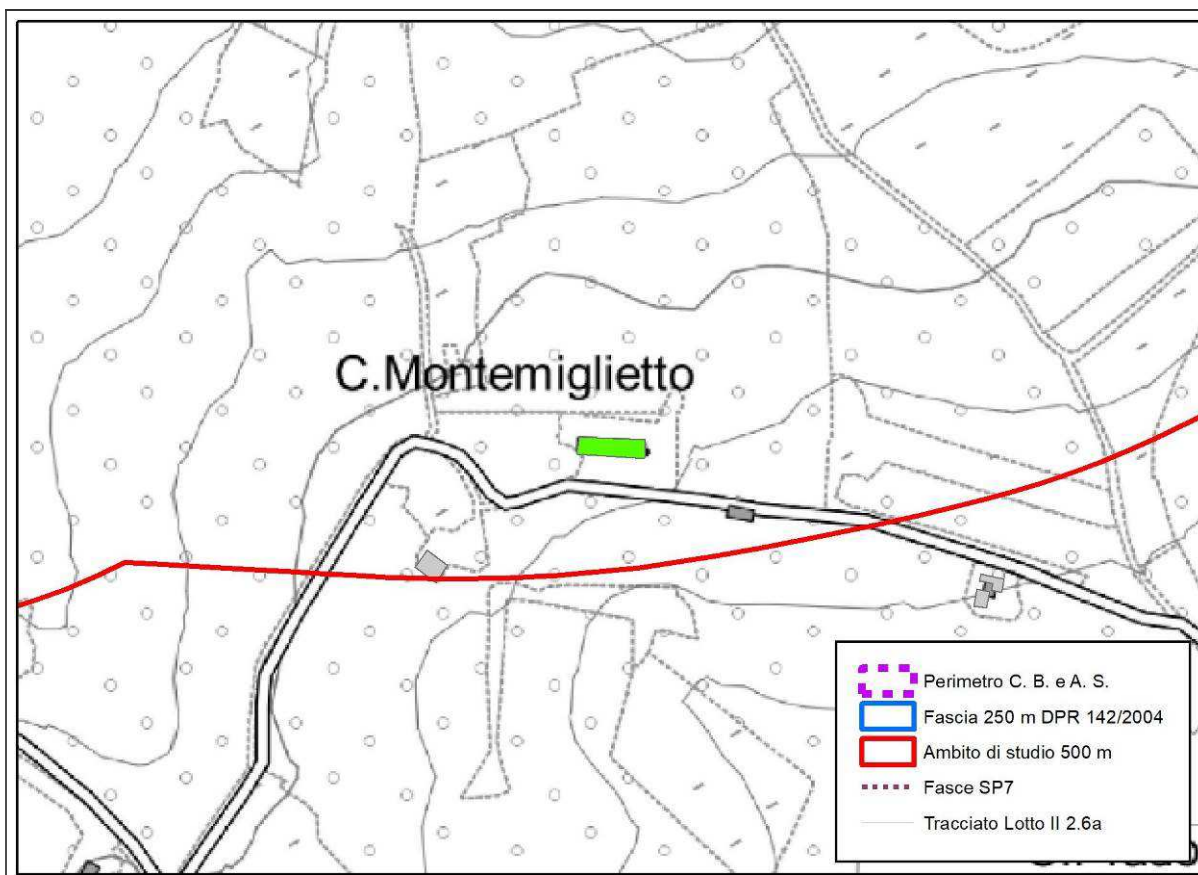 C.Montemiglietto
Perimetro C. B. e A. S.
Fascia 250 m DPR 142/2004
Ambito di studio 500 m
Fasce SP7
Tracciato Lotto II 2.6a